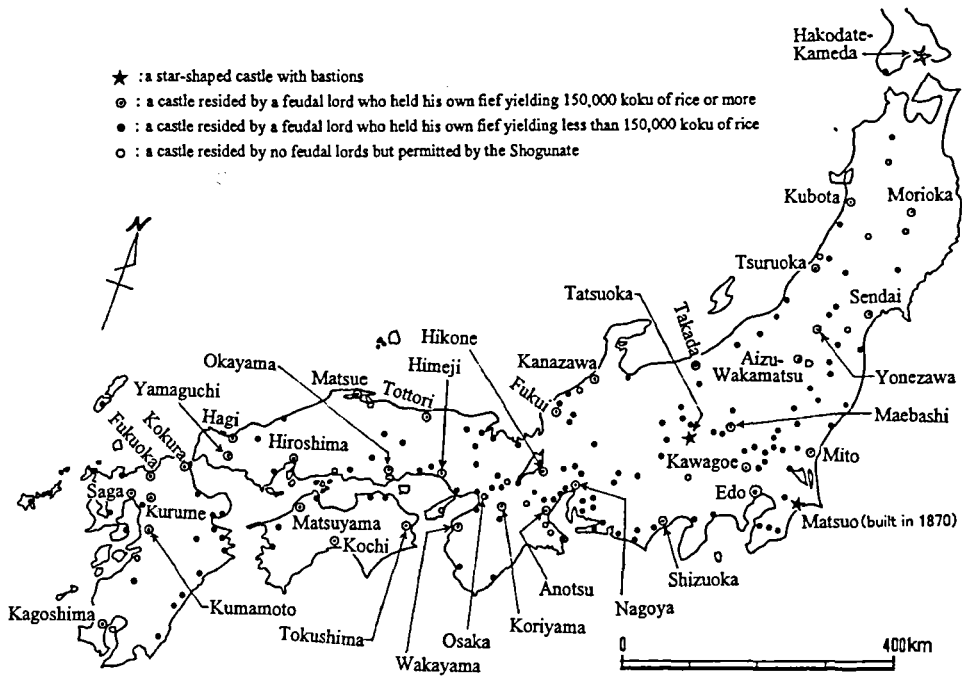 Hakodate-
Kameda
★ : a star-shaped castle with bastions
⊙ : a castle resided by a feudal lord who held his own fief yielding 150,000 koku of rice or more
● : a castle resided by a feudal lord who held his own fief yielding less than 150,000 koku of rice
○ : a castle resided by no feudal lords but permitted by the Shogunate
N
Kubota
Morioka
Tsuruoka
Tatsuoka
Takada
Sendai
Hikone
Himeji
Okayama
Kanazawa
Yamaguchi
Matsue
Tottori
Fukui
Aizu-
Wakamatsu
Yonezawa
Hagi
Maebashi
Kokura
Fukuoka
Hiroshima
Kawagoe
Mito
Saga
Edo
Kurume
Matsuyama
Matsuo (built in 1870)
Kochi
Anotsu
Shizuoka
Kagoshima
Kumamoto
Nagoya
Tokushima
Osaka
Koriyama
Wakayama
0
400km